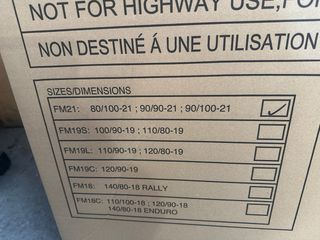 NOT FOR HIGHWAY USE,FO
NON DESTINÉ Á UNE UTILISATION
SIZES/DIMENSIONS
FM21: 80/100-21 ; 90/90-21 ; 90/100-21
FM19S: 100/90-19 ; 110/80-19
FM19L: 110/90-19 ; 120/80-19
FM19C: 120/90-19
FM18: 140/80-18 RALLY
FM18C: 110/100-18 ; 120/90-18
140/80-18 ENDURO